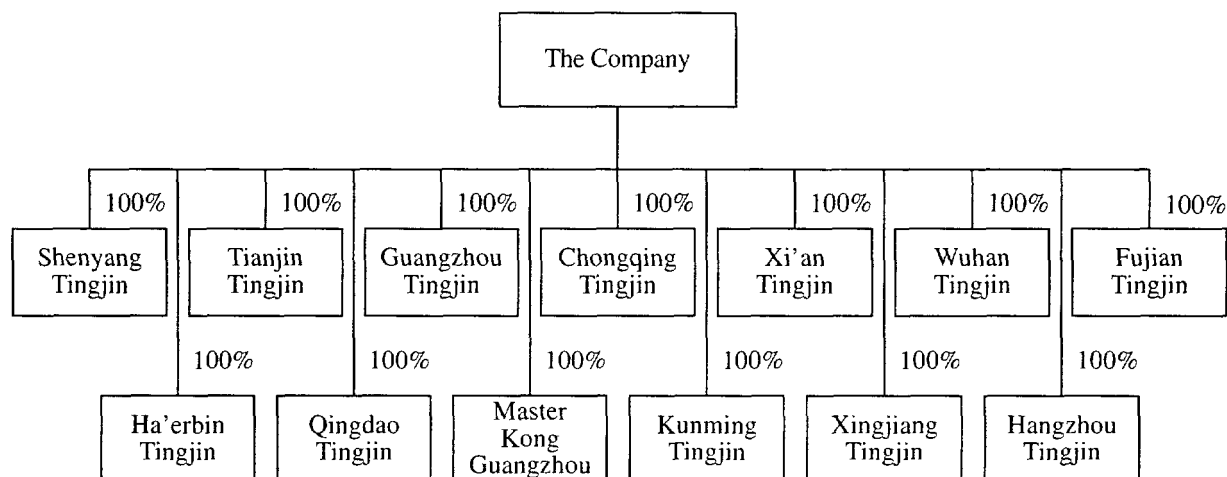 The Company
100% 100% 100% 100% 100% 100% 100%
Shenyang Tianjin Guangzhou Chongqing Xi'an Wuhan Fujian
Tingjin Tingjin Tingjin Tingjin Tingjin Tingjin Tingjin
100% 100% 100% 100% 100% 100%
Ha'erbin Qingdao Master Kong Guangzhou Kunming Xingjiang Hangzhou
Tingjin Tingjin Tingjin Tingjin Tingjin